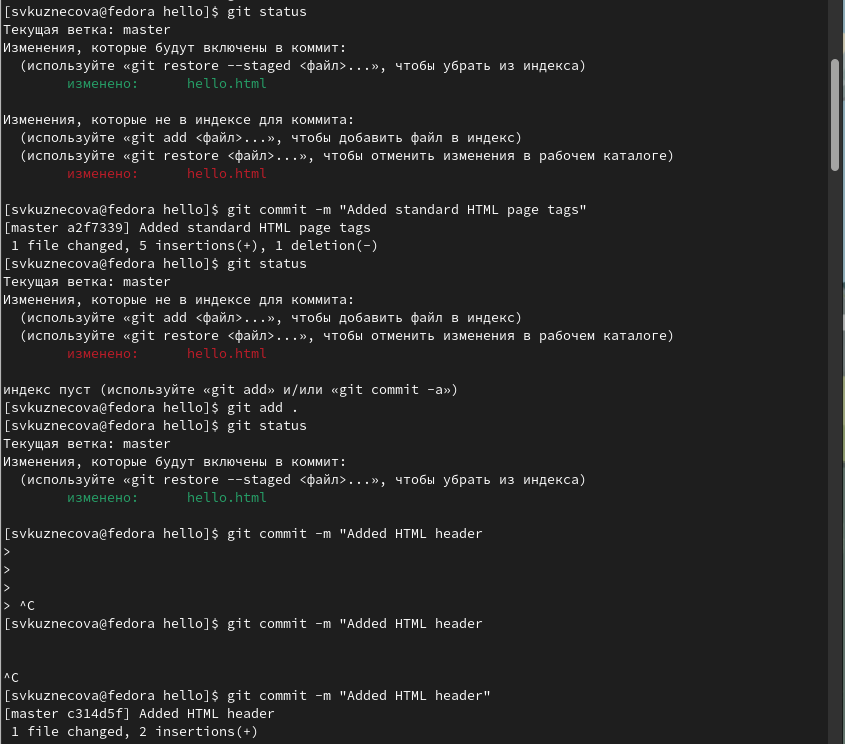 [svkuznecova@fedora hello]$ git status
Текущая ветка: master
Изменения, которые будут включены в коммит:
  (используйте «git restore --staged <файл>...», чтобы убрать из индекса)
        изменено:      hello.html

Изменения, которые не в индексе для коммита:
  (используйте «git add <файл>...», чтобы добавить файл в индекс)
  (используйте «git restore <файл>...», чтобы отменить изменения в рабочем каталоге)
        изменено:      hello.html

[svkuznecova@fedora hello]$ git commit -m "Added standard HTML page tags"
[master a2f7339] Added standard HTML page tags
 1 file changed, 5 insertions(+), 1 deletion(-)
[svkuznecova@fedora hello]$ git status
Текущая ветка: master
Изменения, которые не в индексе для коммита:
  (используйте «git add <файл>...», чтобы добавить файл в индекс)
  (используйте «git restore <файл>...», чтобы отменить изменения в рабочем каталоге)
        изменено:      hello.html

индекс пуст (используйте «git add» и/или «git commit -a»)
[svkuznecova@fedora hello]$ git add .
[svkuznecova@fedora hello]$ git status
Текущая ветка: master
Изменения, которые будут включены в коммит:
  (используйте «git restore --staged <файл>...», чтобы убрать из индекса)
        изменено:      hello.html

[svkuznecova@fedora hello]$ git commit -m "Added HTML header
>
>
>
> ^C
[svkuznecova@fedora hello]$ git commit -m "Added HTML header


^C
[svkuznecova@fedora hello]$ git commit -m "Added HTML header"
[master c314d5f] Added HTML header
 1 file changed, 2 insertions(+)